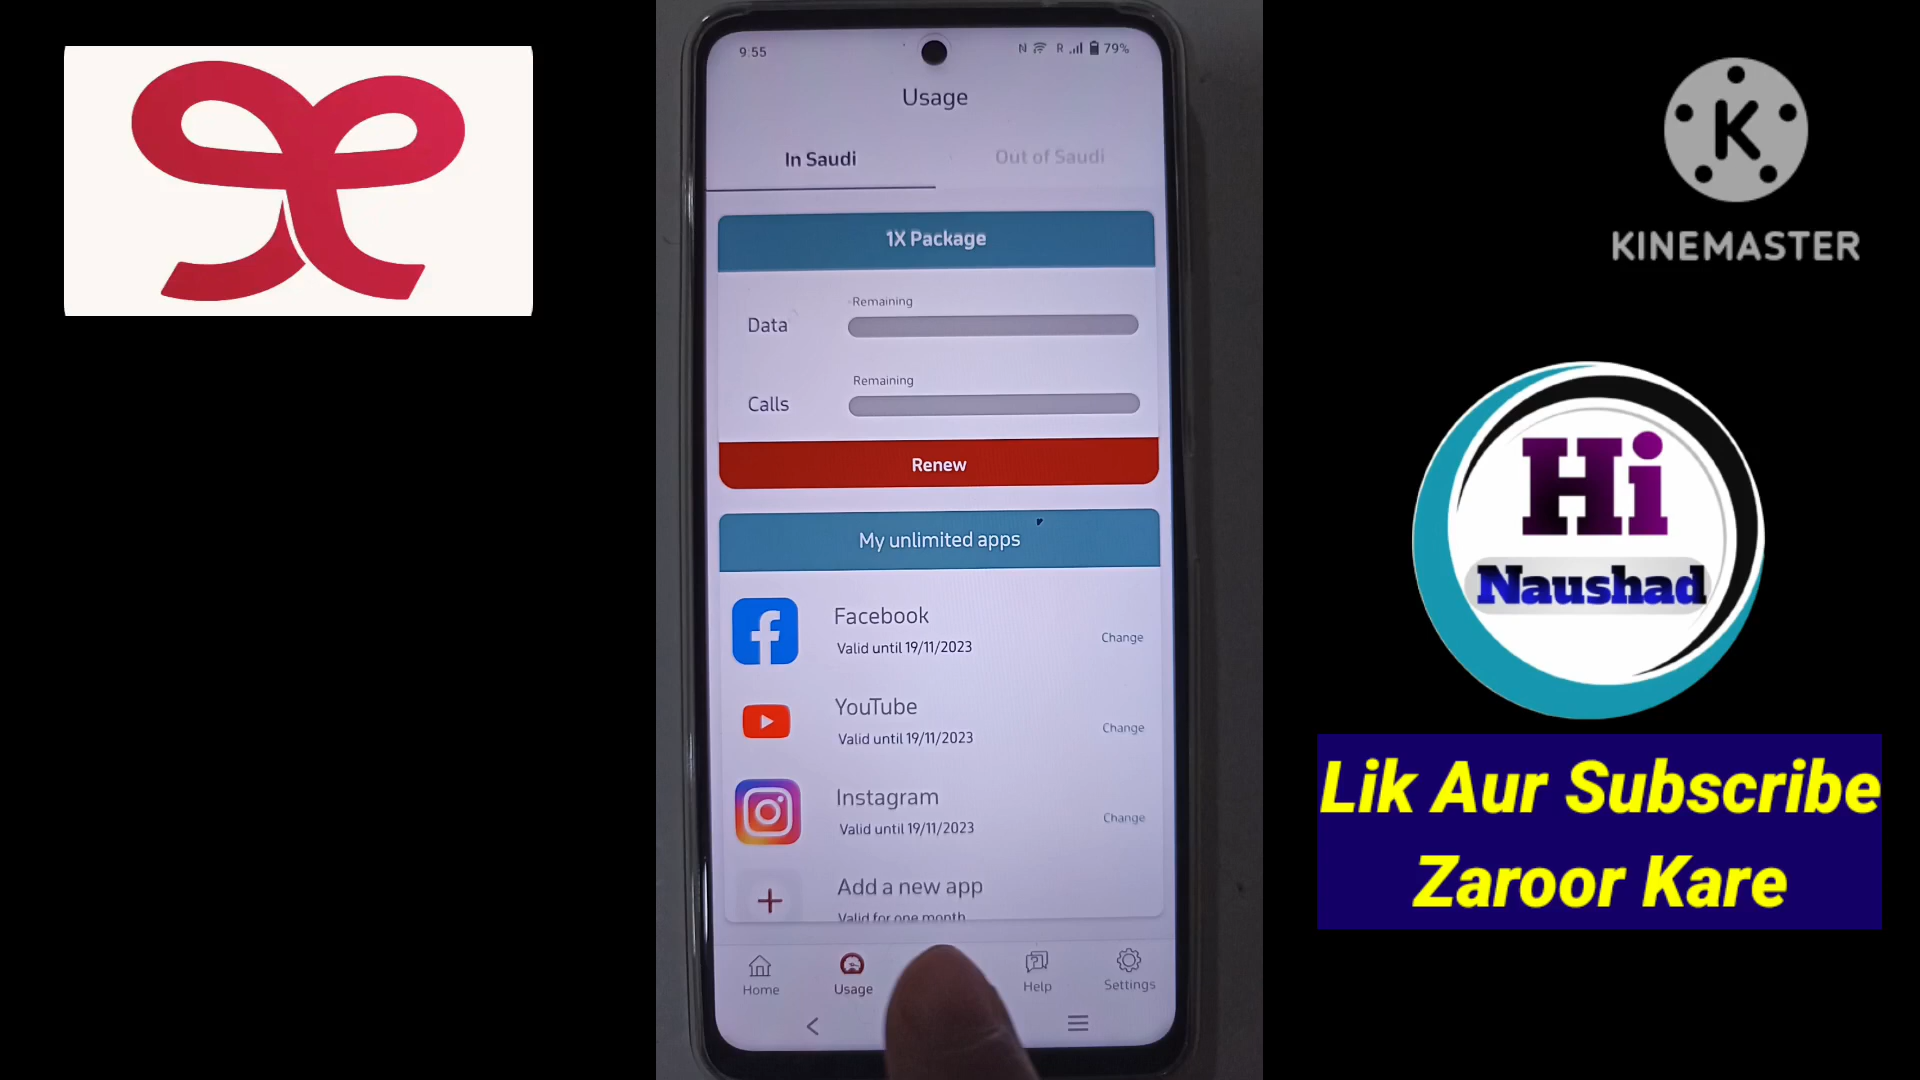 9:55
N R 79%
Usage
In Saudi
Out of Saudi
1X Package
Remaining
Data
Remaining
Calls
Renew
My unlimited apps
Facebook
Valid until 19/11/2023
Change
YouTube
Valid until 19/11/2023
Change
Instagram
Valid until 19/11/2023
Change
Add a new app
Valid for one month
Home
Usage
Help
Settings
K
KINEMASTER
Hi
Naushad
Lik Aur Subscribe
Zaroor Kare